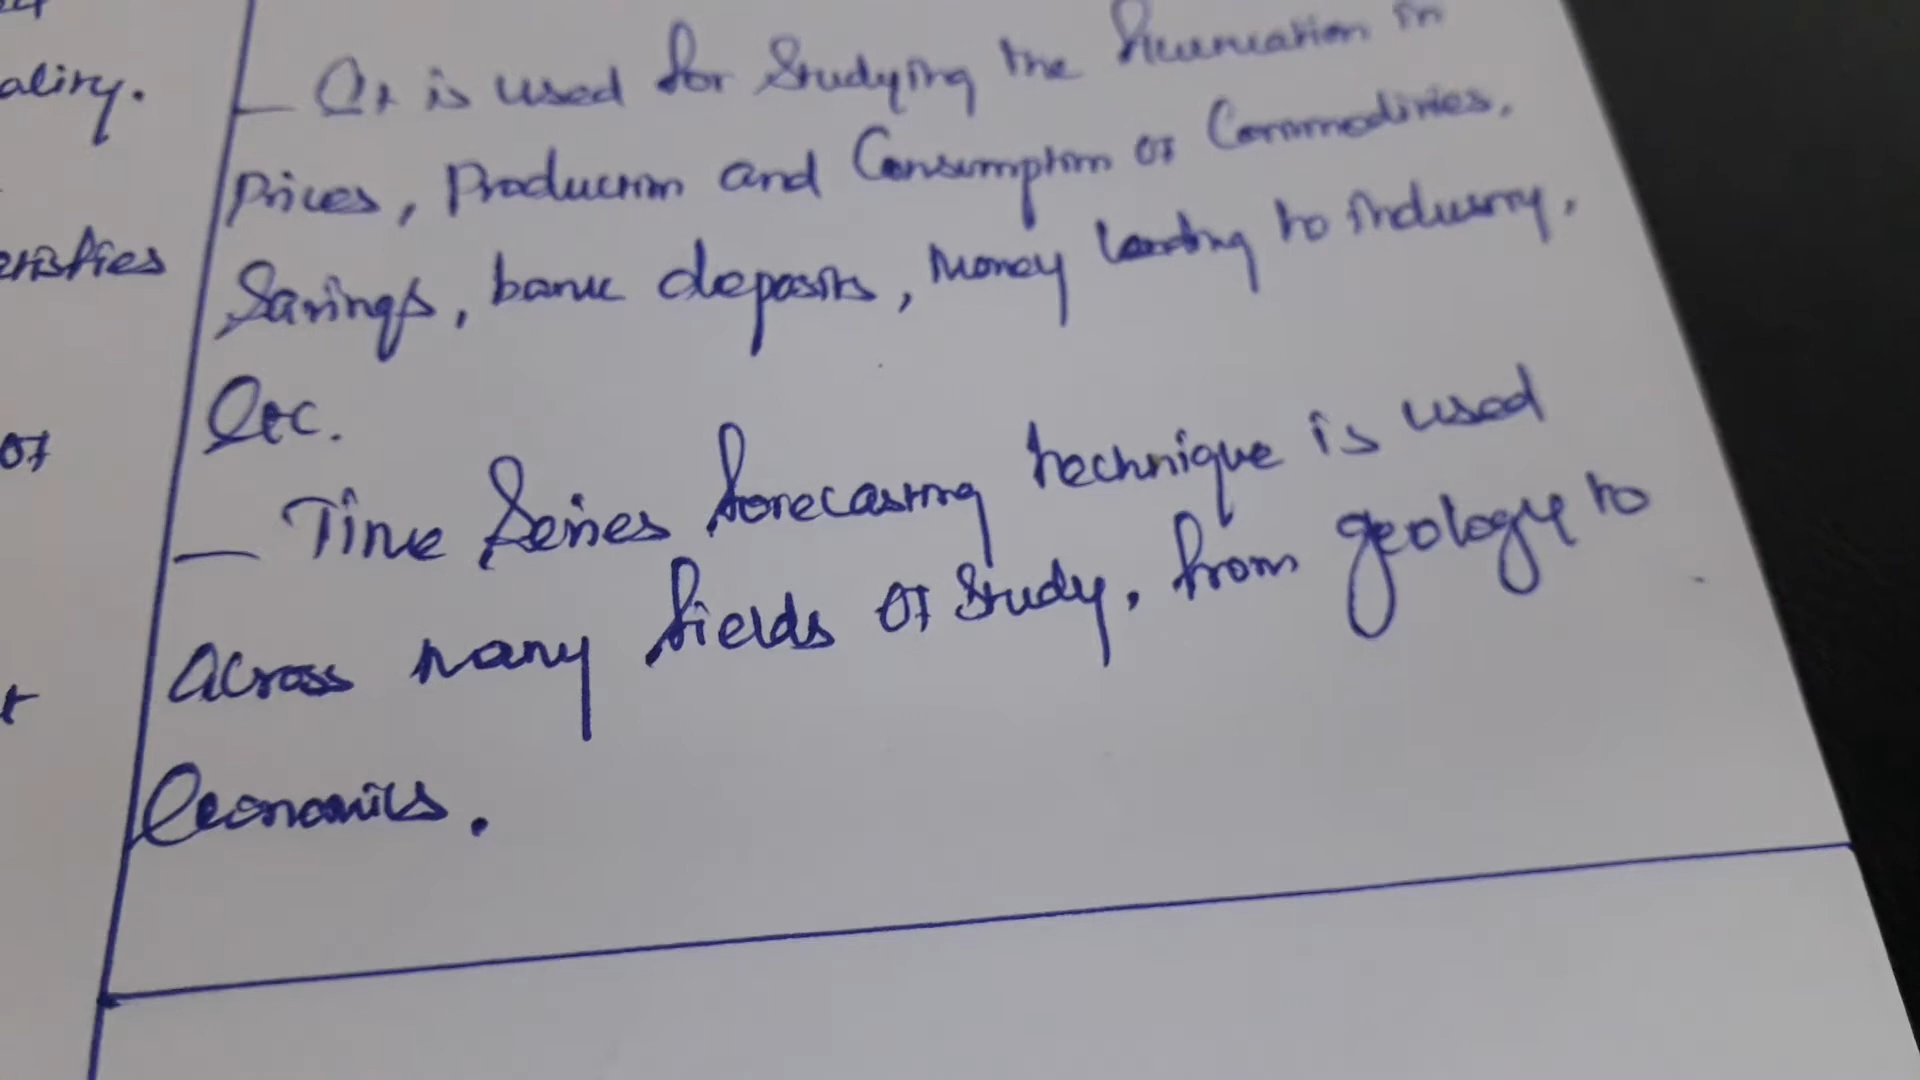 ality.
eristics
of
t
— It is used for Studying the fluctuation in
Prices, Production and Consumption of Commodities,
Savings, bank deposits, money lending to industry,
Etc.
— Time Series forecasting technique is used
across many fields of study, from geology to
Economics.